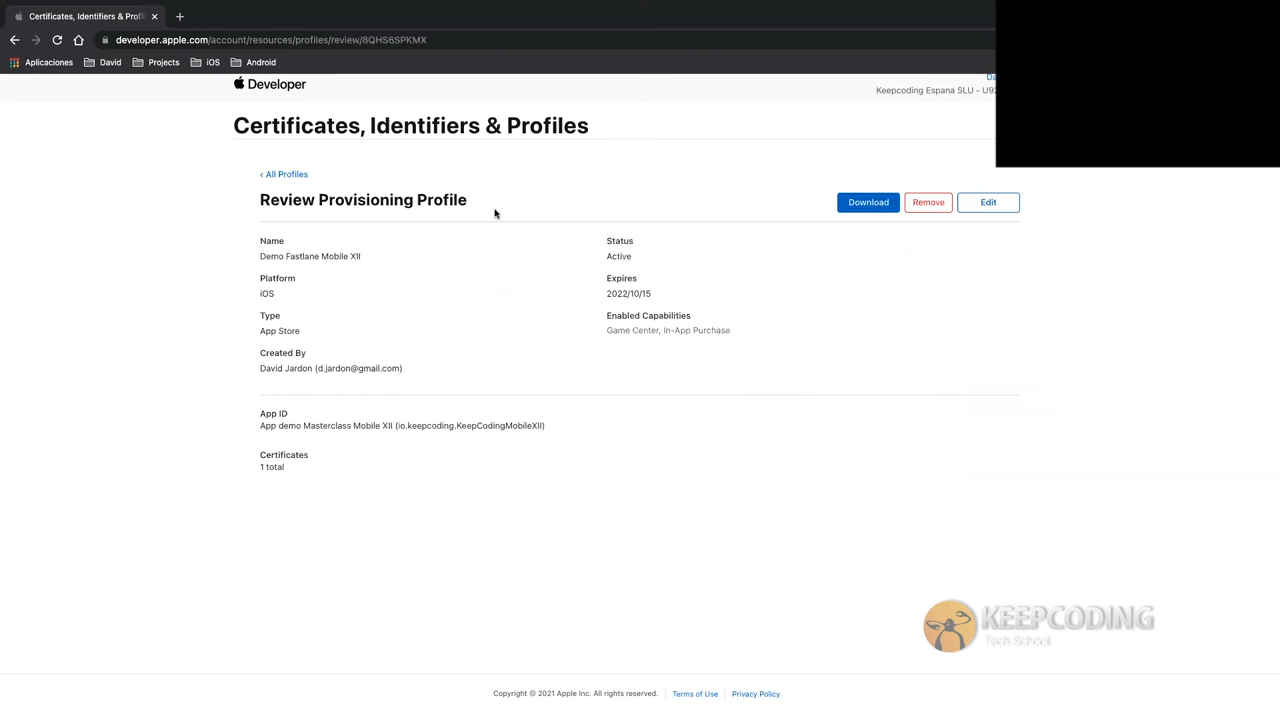 Certificates, Identifiers & Profi
developer.apple.com/account/resources/profiles/review/8QHS6SPKMX
Aplicaciones David Projects iOS Android
Developer
Keepcoding Espana SLU - U92
Certificates, Identifiers & Profiles
‹ All Profiles
Review Provisioning Profile
Download Remove Edit
Name
Demo Fastlane Mobile XII
Status
Active
Platform
iOS
Expires
2022/10/15
Type
App Store
Enabled Capabilities
Game Center, In-App Purchase
Created By
David Jardon (d.jardon@gmail.com)
App ID
App demo Masterclass Mobile XII (io.keepcoding.KeepCodingMobileXII)
Certificates
1 total
KEEPCODING
Tech School
Copyright © 2021 Apple Inc. All rights reserved. Terms of Use Privacy Policy